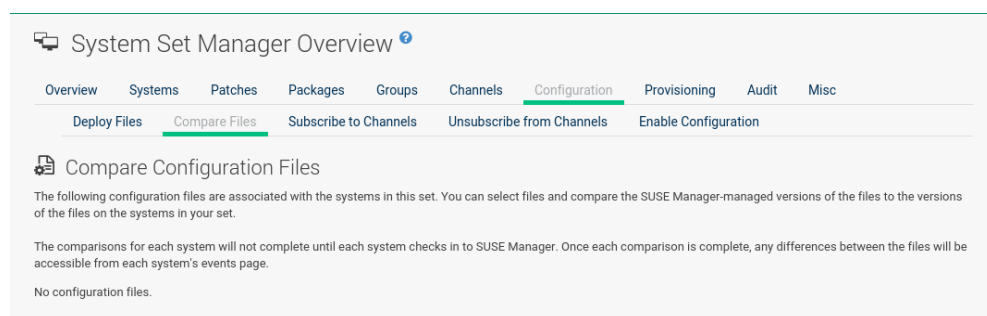 System Set Manager Overview ?
Overview Systems Patches Packages Groups Channels Configuration Provisioning Audit Misc
Deploy Files Compare Files Subscribe to Channels Unsubscribe from Channels Enable Configuration
Compare Configuration Files
The following configuration files are associated with the systems in this set. You can select files and compare the SUSE Manager-managed versions of the files to the versions
of the files on the systems in your set.
The comparisons for each system will not complete until each system checks in to SUSE Manager. Once each comparison is complete, any differences between the files will be
accessible from each system's events page.
No configuration files.